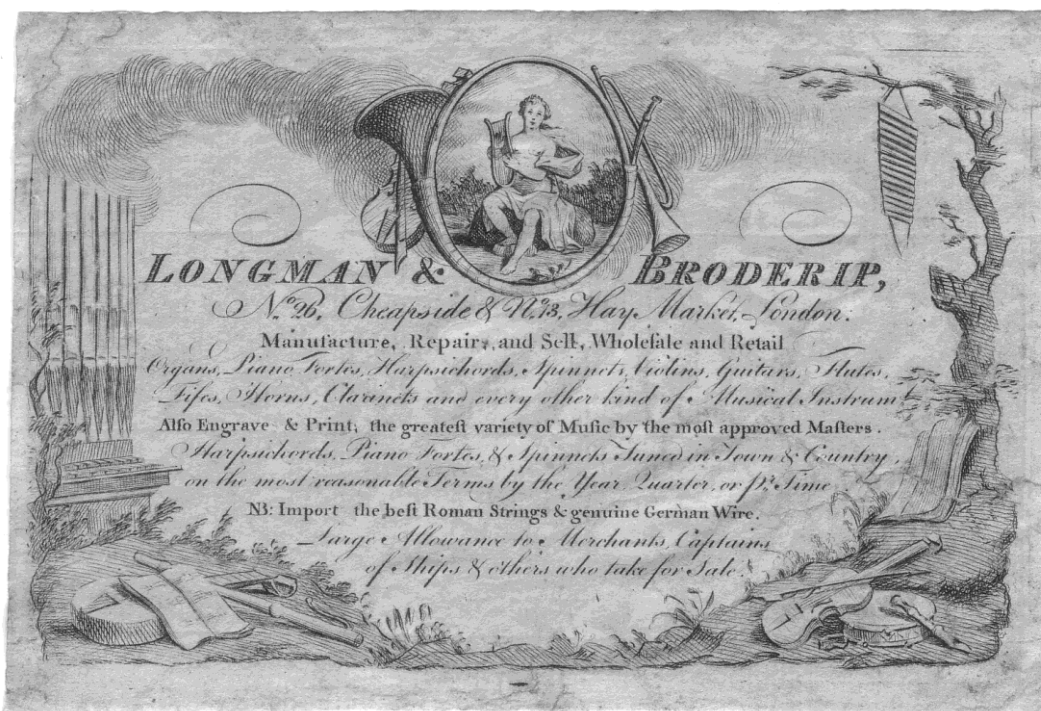 LONGMAN & BRODERIP,
No. 26, Cheapside & No. 13, Hay Market, London.
Manufacture, Repair, and Sell, Wholeſale and Retail
Organs, Piano Fortes, Harpsichords, Spinnets, Violins, Guitars, Flutes,
Fifes, Horns, Clarinets and every other kind of Musical Instrumt
Alſo Engrave & Print, the greateſt variety of Muſic by the moſt approved Maſters.
Harpsichords, Piano Fortes, & Spinnets Tuned in Town & Country,
on the most reasonable Terms by the Year, Quarter, or pr. Time
NB: Import the beſt Roman Strings & genuine German Wire.
Large Allowance to Merchants, Captains
of Ships & others who take for Sale.